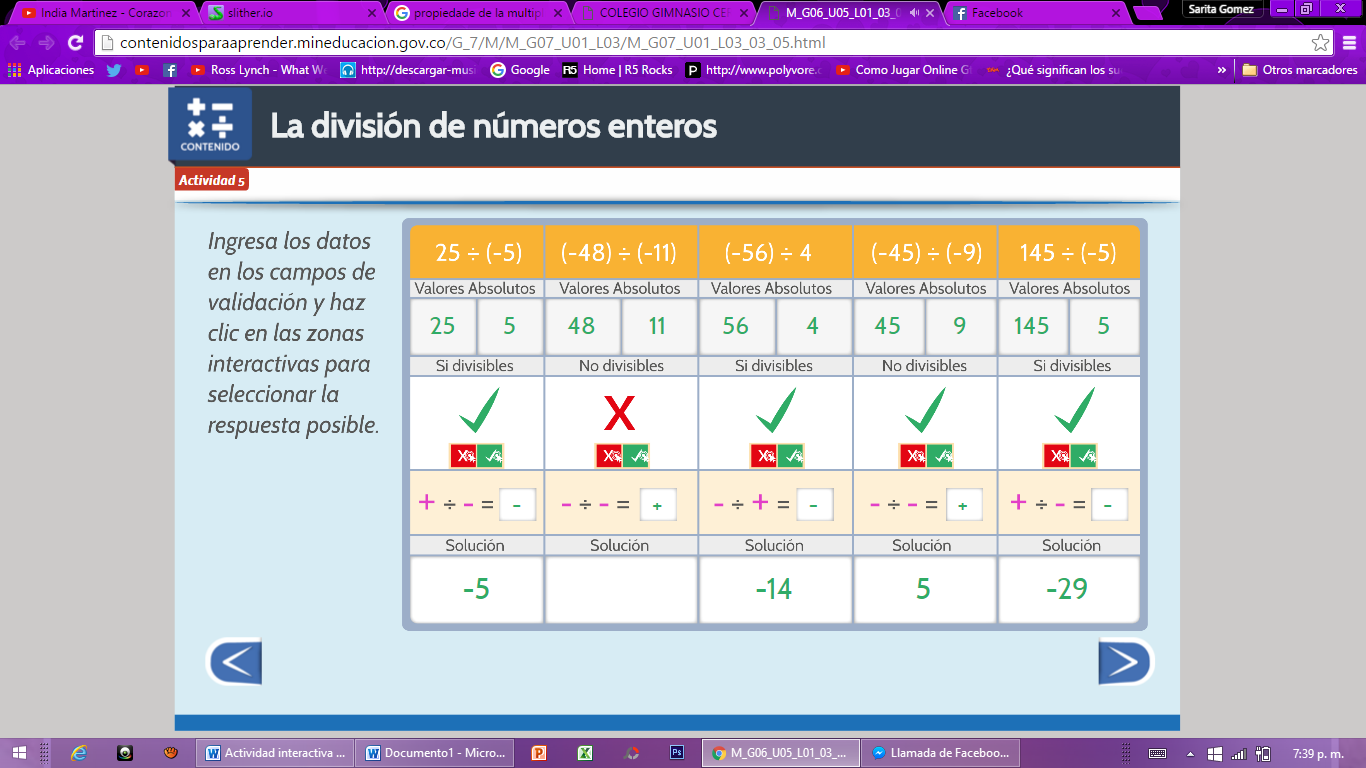 India Martinez - Corazon
slither.io
propiedade de la multipl
COLEGIO GIMNASIO CER
M_G06_U05_L01_03_0
Facebook
Sarita Gomez
contenidosparaaprender.mineducacion.gov.co/G_7/M/M_G07_U01_L03/M_G07_U01_L03_03_05.html
Aplicaciones
Ross Lynch - What We
http://descargar-mus
Google
R5 Home | R5 Rocks
P http://www.polyvore.c
Como Jugar Online G
¿Qué significan los su
» Otros marcadores
CONTENIDO
La división de números enteros
Actividad 5
Ingresa los datos
en los campos de
validación y haz
clic en las zonas
interactivas para
seleccionar la
respuesta posible.
25 ÷ (-5) (-48) ÷ (-11) (-56) ÷ 4 (-45) ÷ (-9) 145 ÷ (-5)
Valores Absolutos Valores Absolutos Valores Absolutos Valores Absolutos Valores Absolutos
25 5 48 11 56 4 45 9 145 5
Si divisibles No divisibles Si divisibles No divisibles Si divisibles
✓ X ✓ ✓ ✓
X ✓ X ✓ X ✓ X ✓ X ✓
+ ÷ - = - - ÷ - = + - ÷ + = - - ÷ - = + + ÷ - = -
Solución Solución Solución Solución Solución
-5 -14 5 -29
< >
Actividad interactiva ...
Documento1 - Micro...
M_G06_U05_L01_03_...
Llamada de Faceboo...
7:39 p. m.